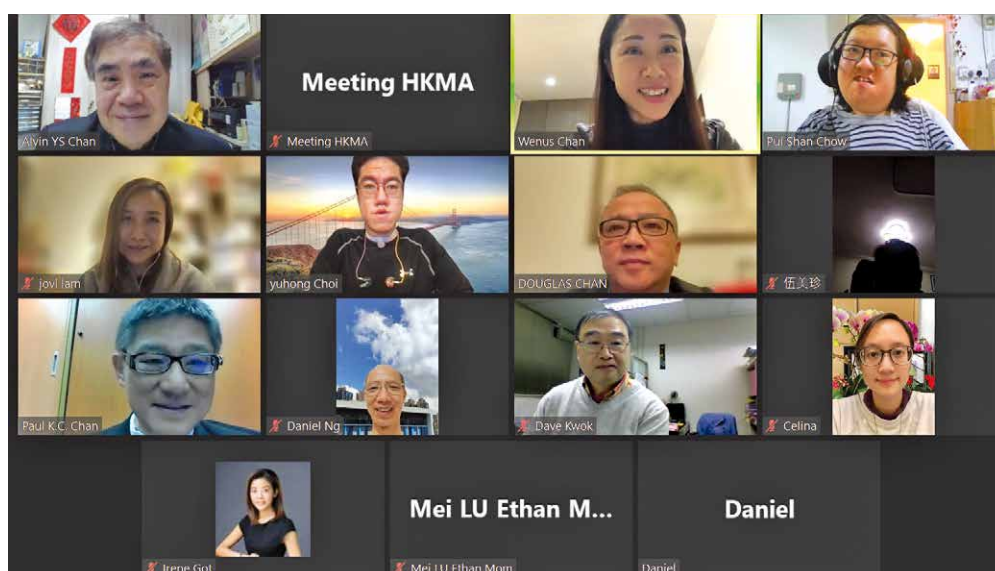 Meeting HKMA
Alvin YS Chan
Meeting HKMA
Wenus Chan
Pui Shan Chow
jovi lam
yuhong Choi
DOUGLAS CHAN
伍美珍
Paul K.C. Chan
Daniel Ng
Dave Kwok
Celina
Mei LU Ethan M...
Daniel
Irene Got
Mei LU Ethan Mom
Daniel